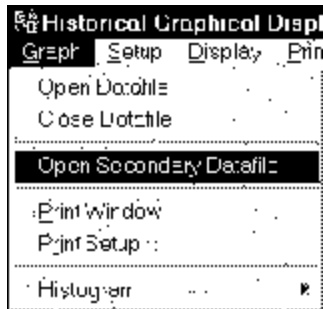 Historical Graphical Displ
Graph Setup Display Prin
Open Datafile
Close Datafile
Open Secondary Datafile
Print Window
Print Setup
Histogram